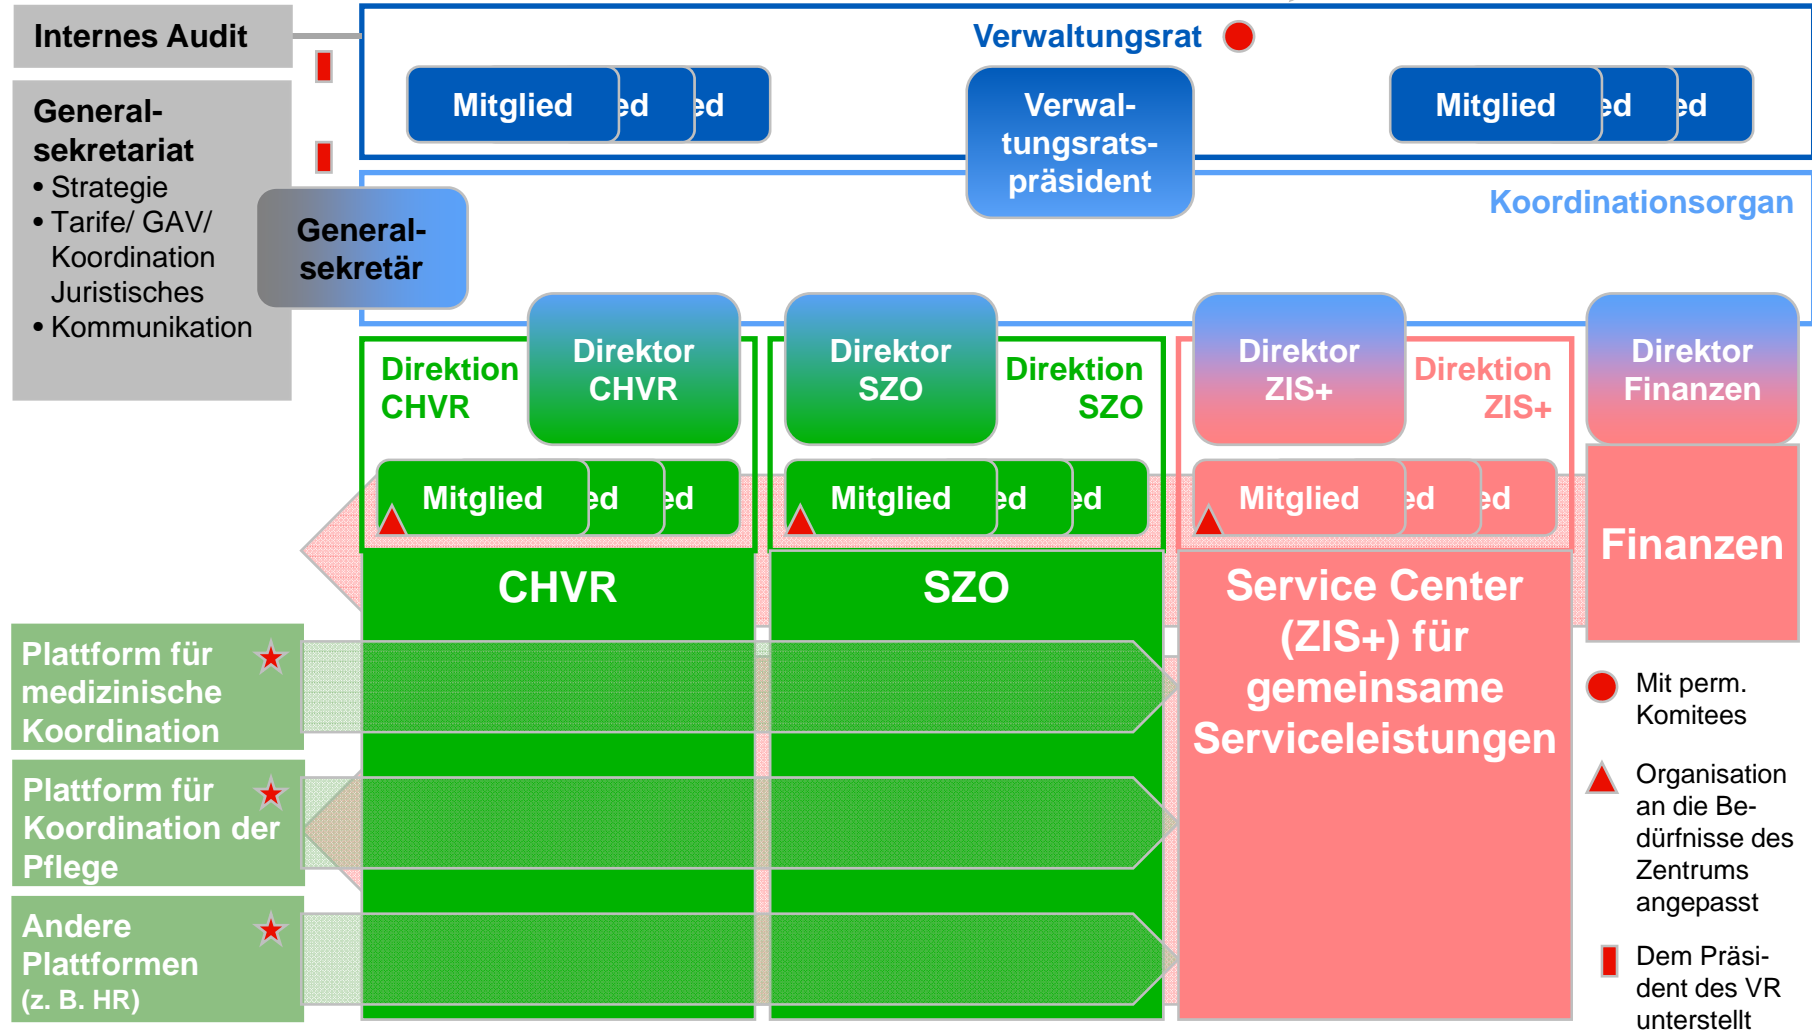 Internes Audit
General-
sekretariat
• Strategie
• Tarife/ GAV/
Koordination
Juristisches
• Kommunikation
General-
sekretär
Verwaltungsrat
Mitglied
ed
ed
Verwal-
tungsrats-
präsident
Mitglied
ed
ed
Koordinationsorgan
Direktion
CHVR
Direktor
CHVR
Direktor
SZO
Direktion
SZO
Direktor
ZIS+
Direktion
ZIS+
Direktor
Finanzen
Mitglied
ed
ed
Mitglied
ed
ed
Mitglied
ed
ed
Finanzen
CHVR
SZO
Service Center
(ZIS+) für
gemeinsame
Serviceleistungen
Plattform für
medizinische
Koordination
Plattform für
Koordination der
Pflege
Andere
Plattformen
(z. B. HR)
Mit perm.
Komitees
Organisation
an die Be-
dürfnisse des
Zentrums
angepasst
Dem Präsi-
dent des VR
unterstellt